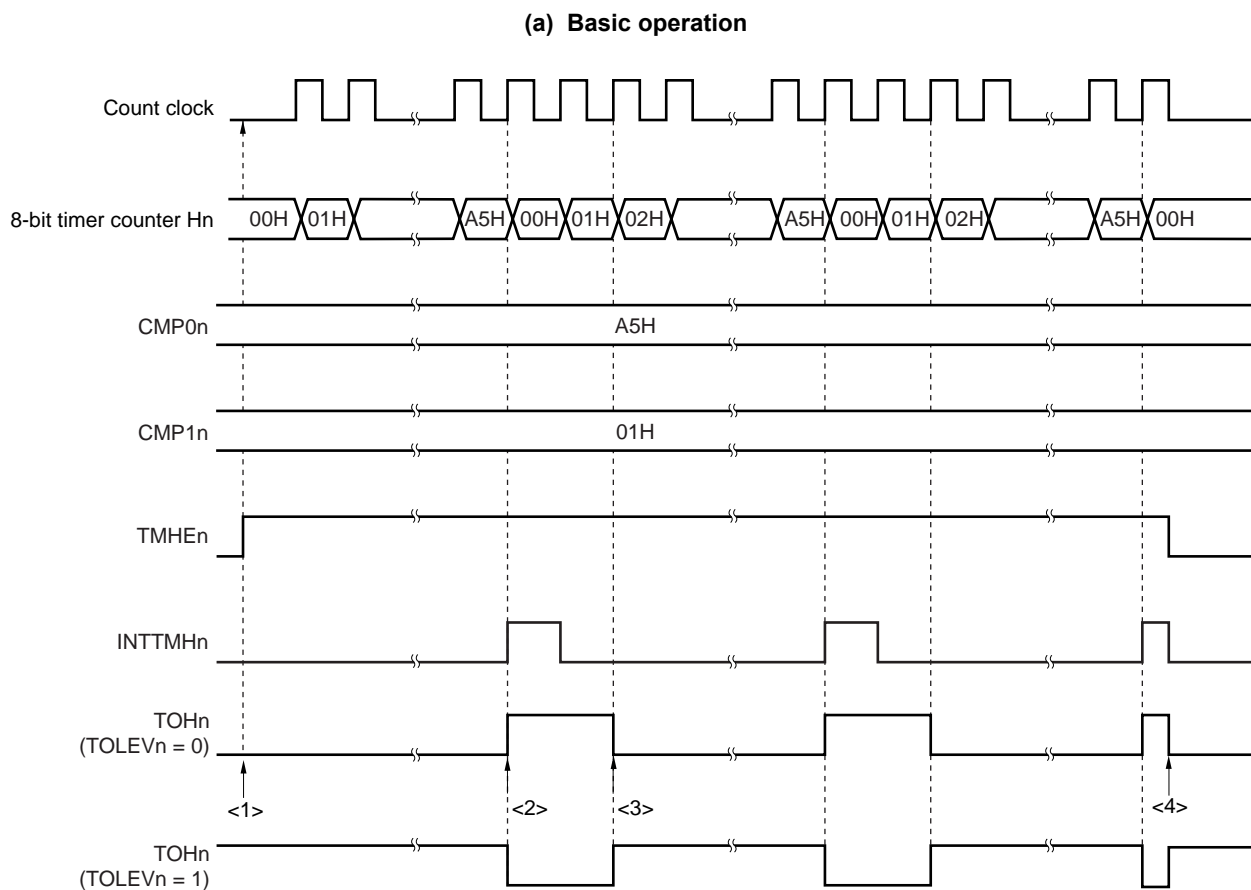 (a) Basic operation
Count clock
8-bit timer counter Hn
00H 01H A5H 00H 01H 02H A5H 00H 01H 02H A5H 00H
CMP0n
A5H
CMP1n
01H
TMHEn
INTTMHn
TOHn
(TOLEVn = 0)
<1> <2> <3> <4>
TOHn
(TOLEVn = 1)